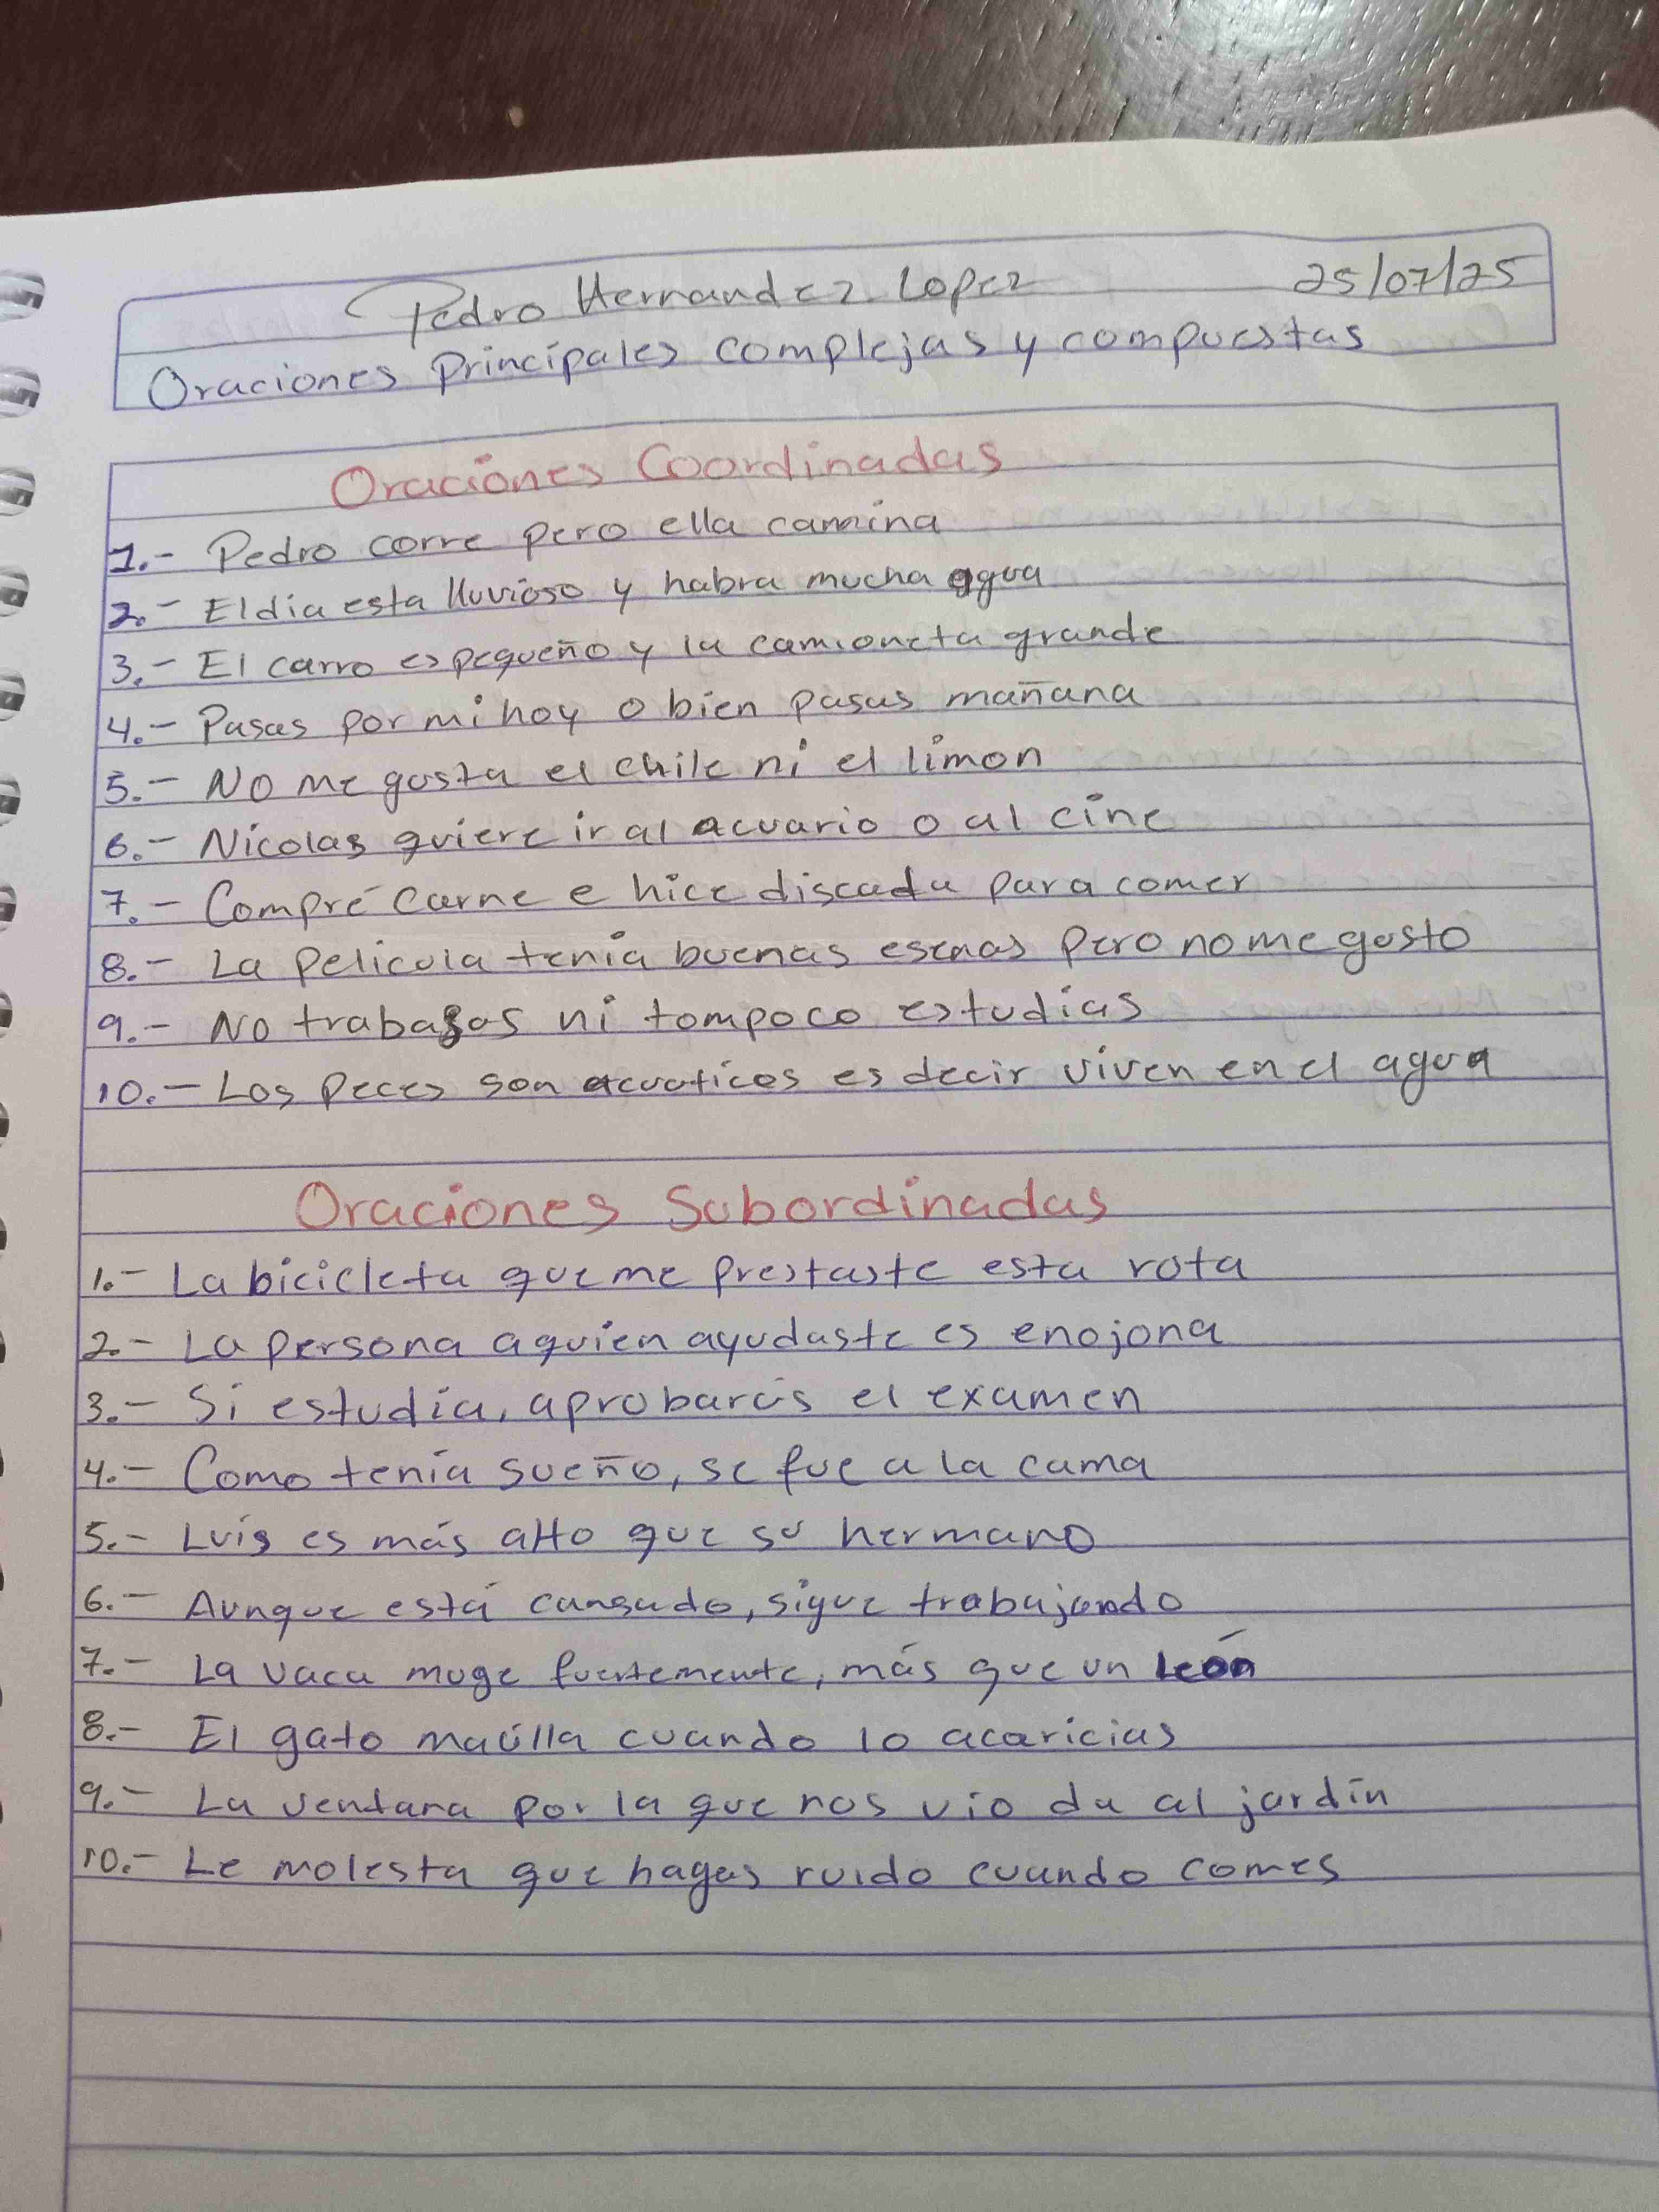 Pedro Hernandez Lopez 25/07/25
Oraciones Principales complejas y compuestas
Oraciones Coordinadas
1.- Pedro corre pero ella camina
2.- El dia esta lluvioso y habra mucha agua
3.- El carro es pequeño y la camioneta grande
4.- Pasas por mi hoy o bien pasas mañana
5.- No me gusta el chile ni el limon
6.- Nicolas quiere ir al acuario o al cine
7.- Compré carne e hice discada para comer
8.- La pelicula tenía buenas esenas pero no me gusto
9.- No trabajas ni tampoco estudias
10.- Los peces son acuaticos es decir viven en el agua
Oraciones Subordinadas
1.- La bicicleta que me prestaste esta rota
2.- La persona a quien ayudaste es enojona
3.- Si estudia, aprobarás el examen
4.- Como tenía sueño, se fue a la cama
5.- Luis es más alto que su hermano
6.- Aunque está cansado, sigue trabajando
7.- La vaca muge fuertemente, más que un león
8.- El gato maúlla cuando lo acaricias
9.- La ventana por la que nos vio da al jardín
10.- Le molesta que hagas ruido cuando comes